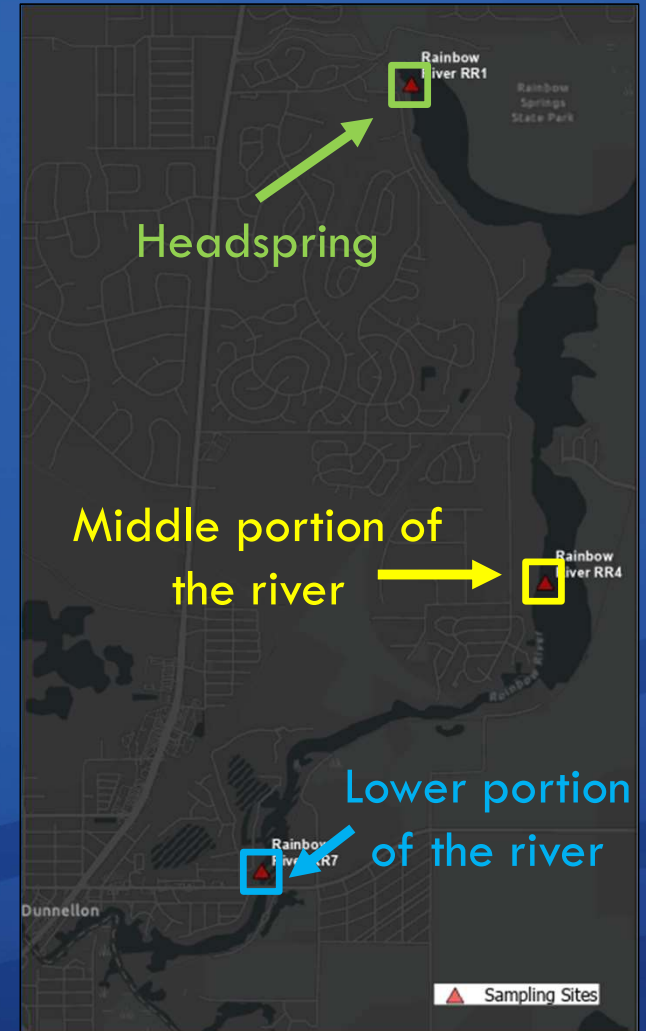 Rainbow
River RR1
Rainbow
Springs
State Park
Headspring
Middle portion of
the river
Rainbow
River RR4
Rainbow River
Lower portion
of the river
Rainbow
River RR7
Dunnellon
Sampling Sites